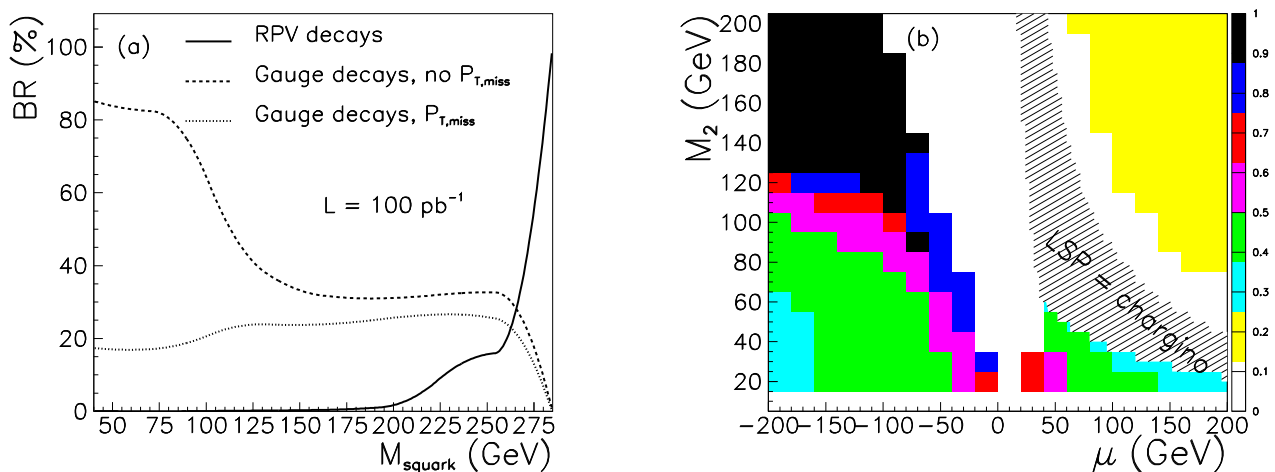 BR (%)
100
80
60
40
20
0
(a)
RPV decays
Gauge decays, no P_T,miss
Gauge decays, P_T,miss
L = 100 pb⁻¹
50 75 100 125 150 175 200 225 250 275
M_squark (GeV)
M₂ (GeV)
200
180
160
140
120
100
80
60
40
20
(b)
LSP = chargino
-200 -150 -100 -50 0 50 100 150 200
μ (GeV)
1
0.9
0.8
0.7
0.6
0.5
0.4
0.3
0.2
0.1
0